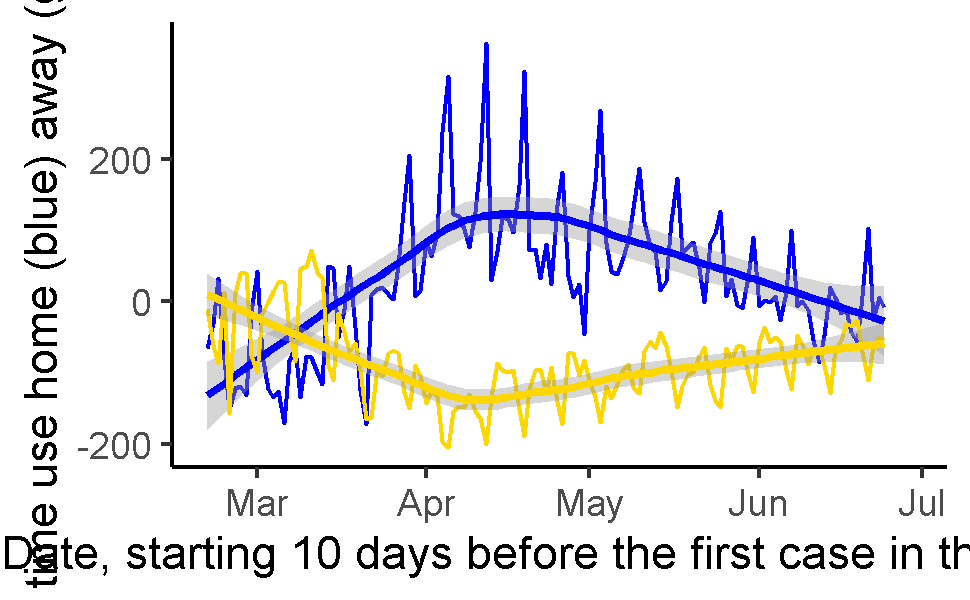 time use home (blue) away (
200
0
-200
Mar Apr May Jun Jul
Date, starting 10 days before the first case in th